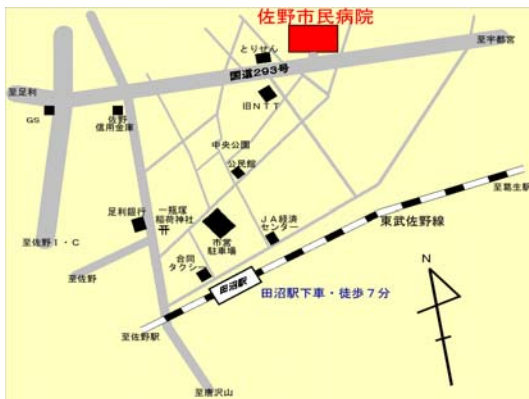 佐野市民病院
とりせん
至宇都宮
国道293号
至足利
旧NTT
GS
佐野
信用金庫
中央公園
公民館
至葛生駅
足利銀行
一瓶塚
稲荷神社
JA経済
センター
東武佐野線
市営
駐車場
至佐野I・C
合同
タクシー
至佐野
N
田沼駅
田沼駅下車・徒歩7分
至佐野駅
至唐沢山